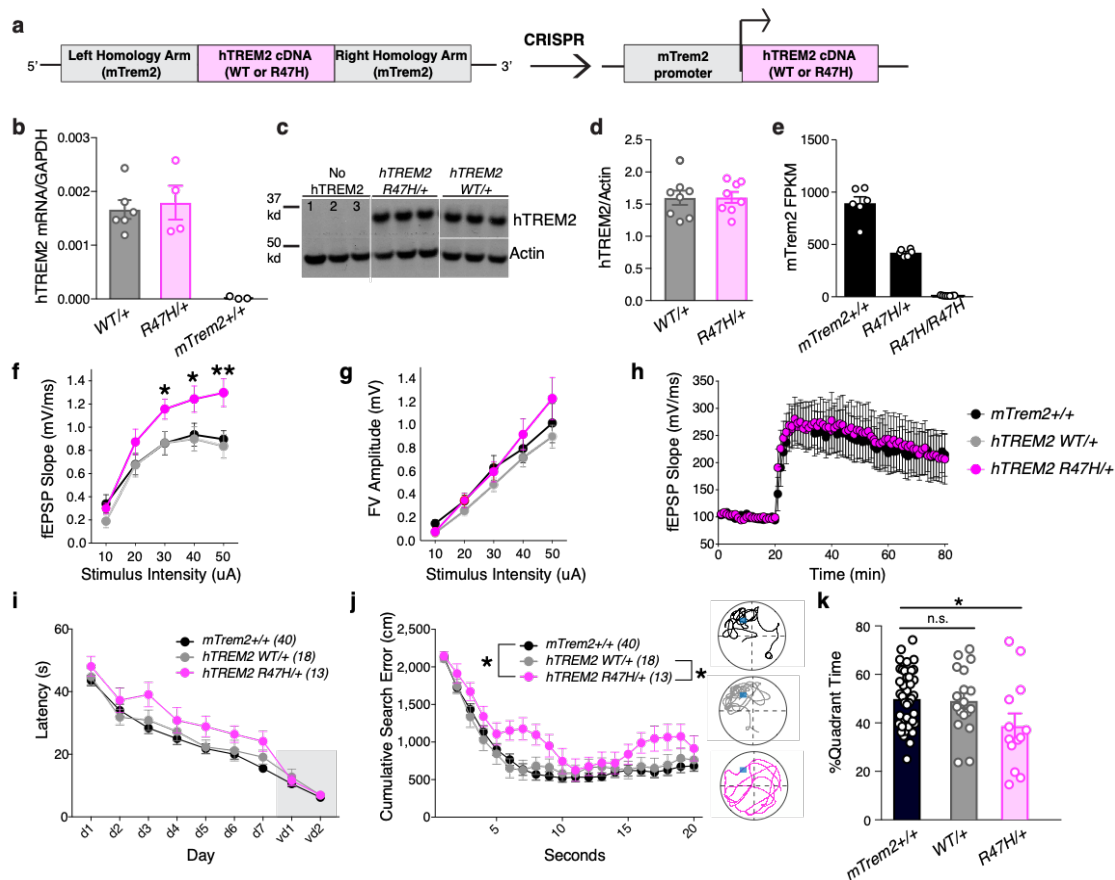 a
Left Homology Arm
(mTrem2)
hTREM2 cDNA
(WT or R47H)
Right Homology Arm
(mTrem2)
5'
3'
CRISPR
mTrem2
promoter
hTREM2 cDNA
(WT or R47H)
b
hTREM2 mRNA/GAPDH
0.003
0.002
0.001
0.000
WT/+
R47H/+
mTrem2+/+
c
No
hTREM2
hTREM2
R47H/+
hTREM2
WT/+
37
kd
50
kd
1 2 3
hTREM2
Actin
d
hTREM2/Actin
2.5
2.0
1.5
1.0
0.5
0.0
WT/+
R47H/+
e
mTrem2 FPKM
1500
1000
500
0
mTrem2+/+
R47H/+
R47H/R47H
f
fEPSP Slope (mV/ms)
1.4
1.2
1.0
0.8
0.6
0.4
0.2
0
* * **
10 20 30 40 50
Stimulus Intensity (uA)
g
FV Amplitude (mV)
1.4
1.2
1.0
0.8
0.6
0.4
0.2
0.0
10 20 30 40 50
Stimulus Intensity (uA)
h
fEPSP Slope (mV/ms)
350
300
250
200
150
100
50
0 20 40 60 80
Time (min)
mTrem2+/+
hTREM2 WT/+
hTREM2 R47H/+
i
Latency (s)
60
40
20
0
mTrem2+/+ (40)
hTREM2 WT/+ (18)
hTREM2 R47H/+ (13)
d1 d2 d3 d4 d5 d6 d7 vd1 vd2
Day
j
Cumulative Search Error (cm)
2,500
2,000
1,500
1,000
500
0
* mTrem2+/+ (40)
hTREM2 WT/+ (18)
hTREM2 R47H/+ (13) *
5 10 15 20
Seconds
k
%Quadrant Time
80
60
40
20
0
*
n.s.
mTrem2+/+
WT/+
R47H/+